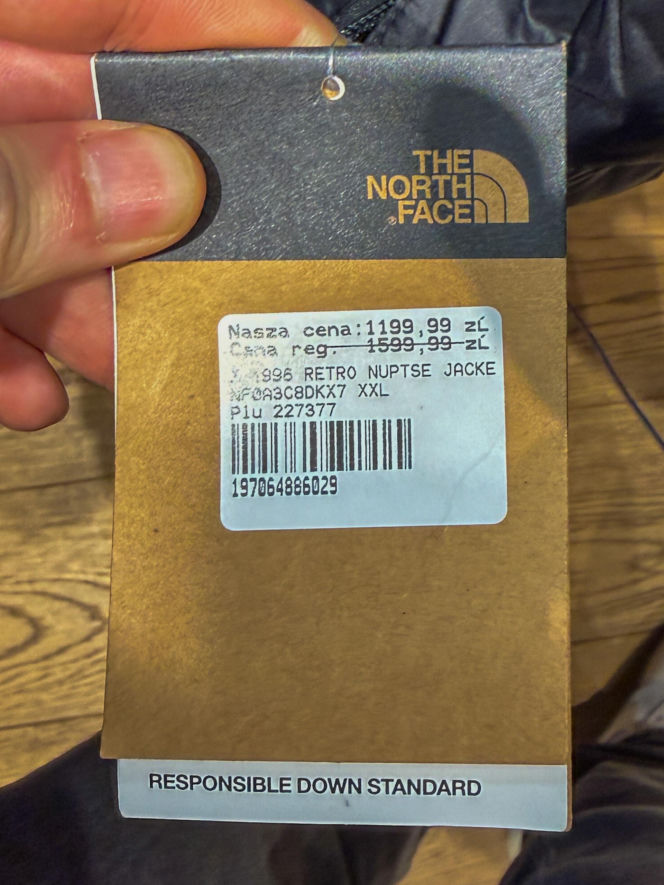 THE
NORTH
FACE
Nasza cena:1199,99 zł
Cena reg. 1599,99 zł
1996 RETRO NUPTSE JACKE
NF0A3C8DKX7 XXL
Plu 227377
197064886029
RESPONSIBLE DOWN STANDARD